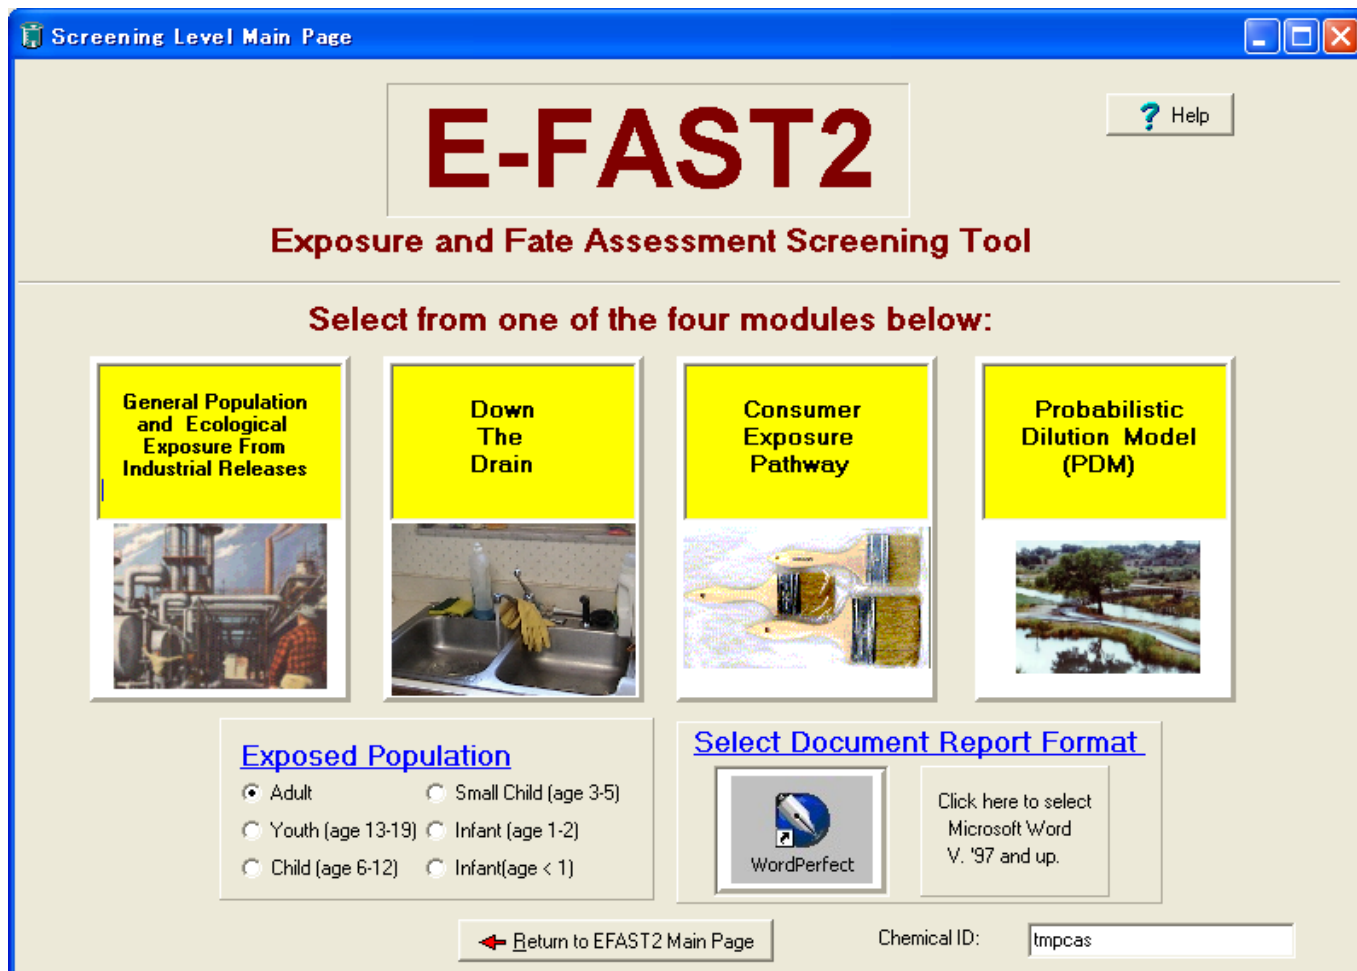 Screening Level Main Page
E-FAST2
Help
Exposure and Fate Assessment Screening Tool
Select from one of the four modules below:
General Population
and Ecological
Exposure From
Industrial Releases
Down
The
Drain
Consumer
Exposure
Pathway
Probabilistic
Dilution Model
(PDM)
Exposed Population
Adult
Small Child (age 3-5)
Youth (age 13-19)
Infant (age 1-2)
Child (age 6-12)
Infant(age < 1)
Select Document Report Format
WordPerfect
Click here to select
Microsoft Word
V. '97 and up.
Return to EFAST2 Main Page
Chemical ID:
tmpcas